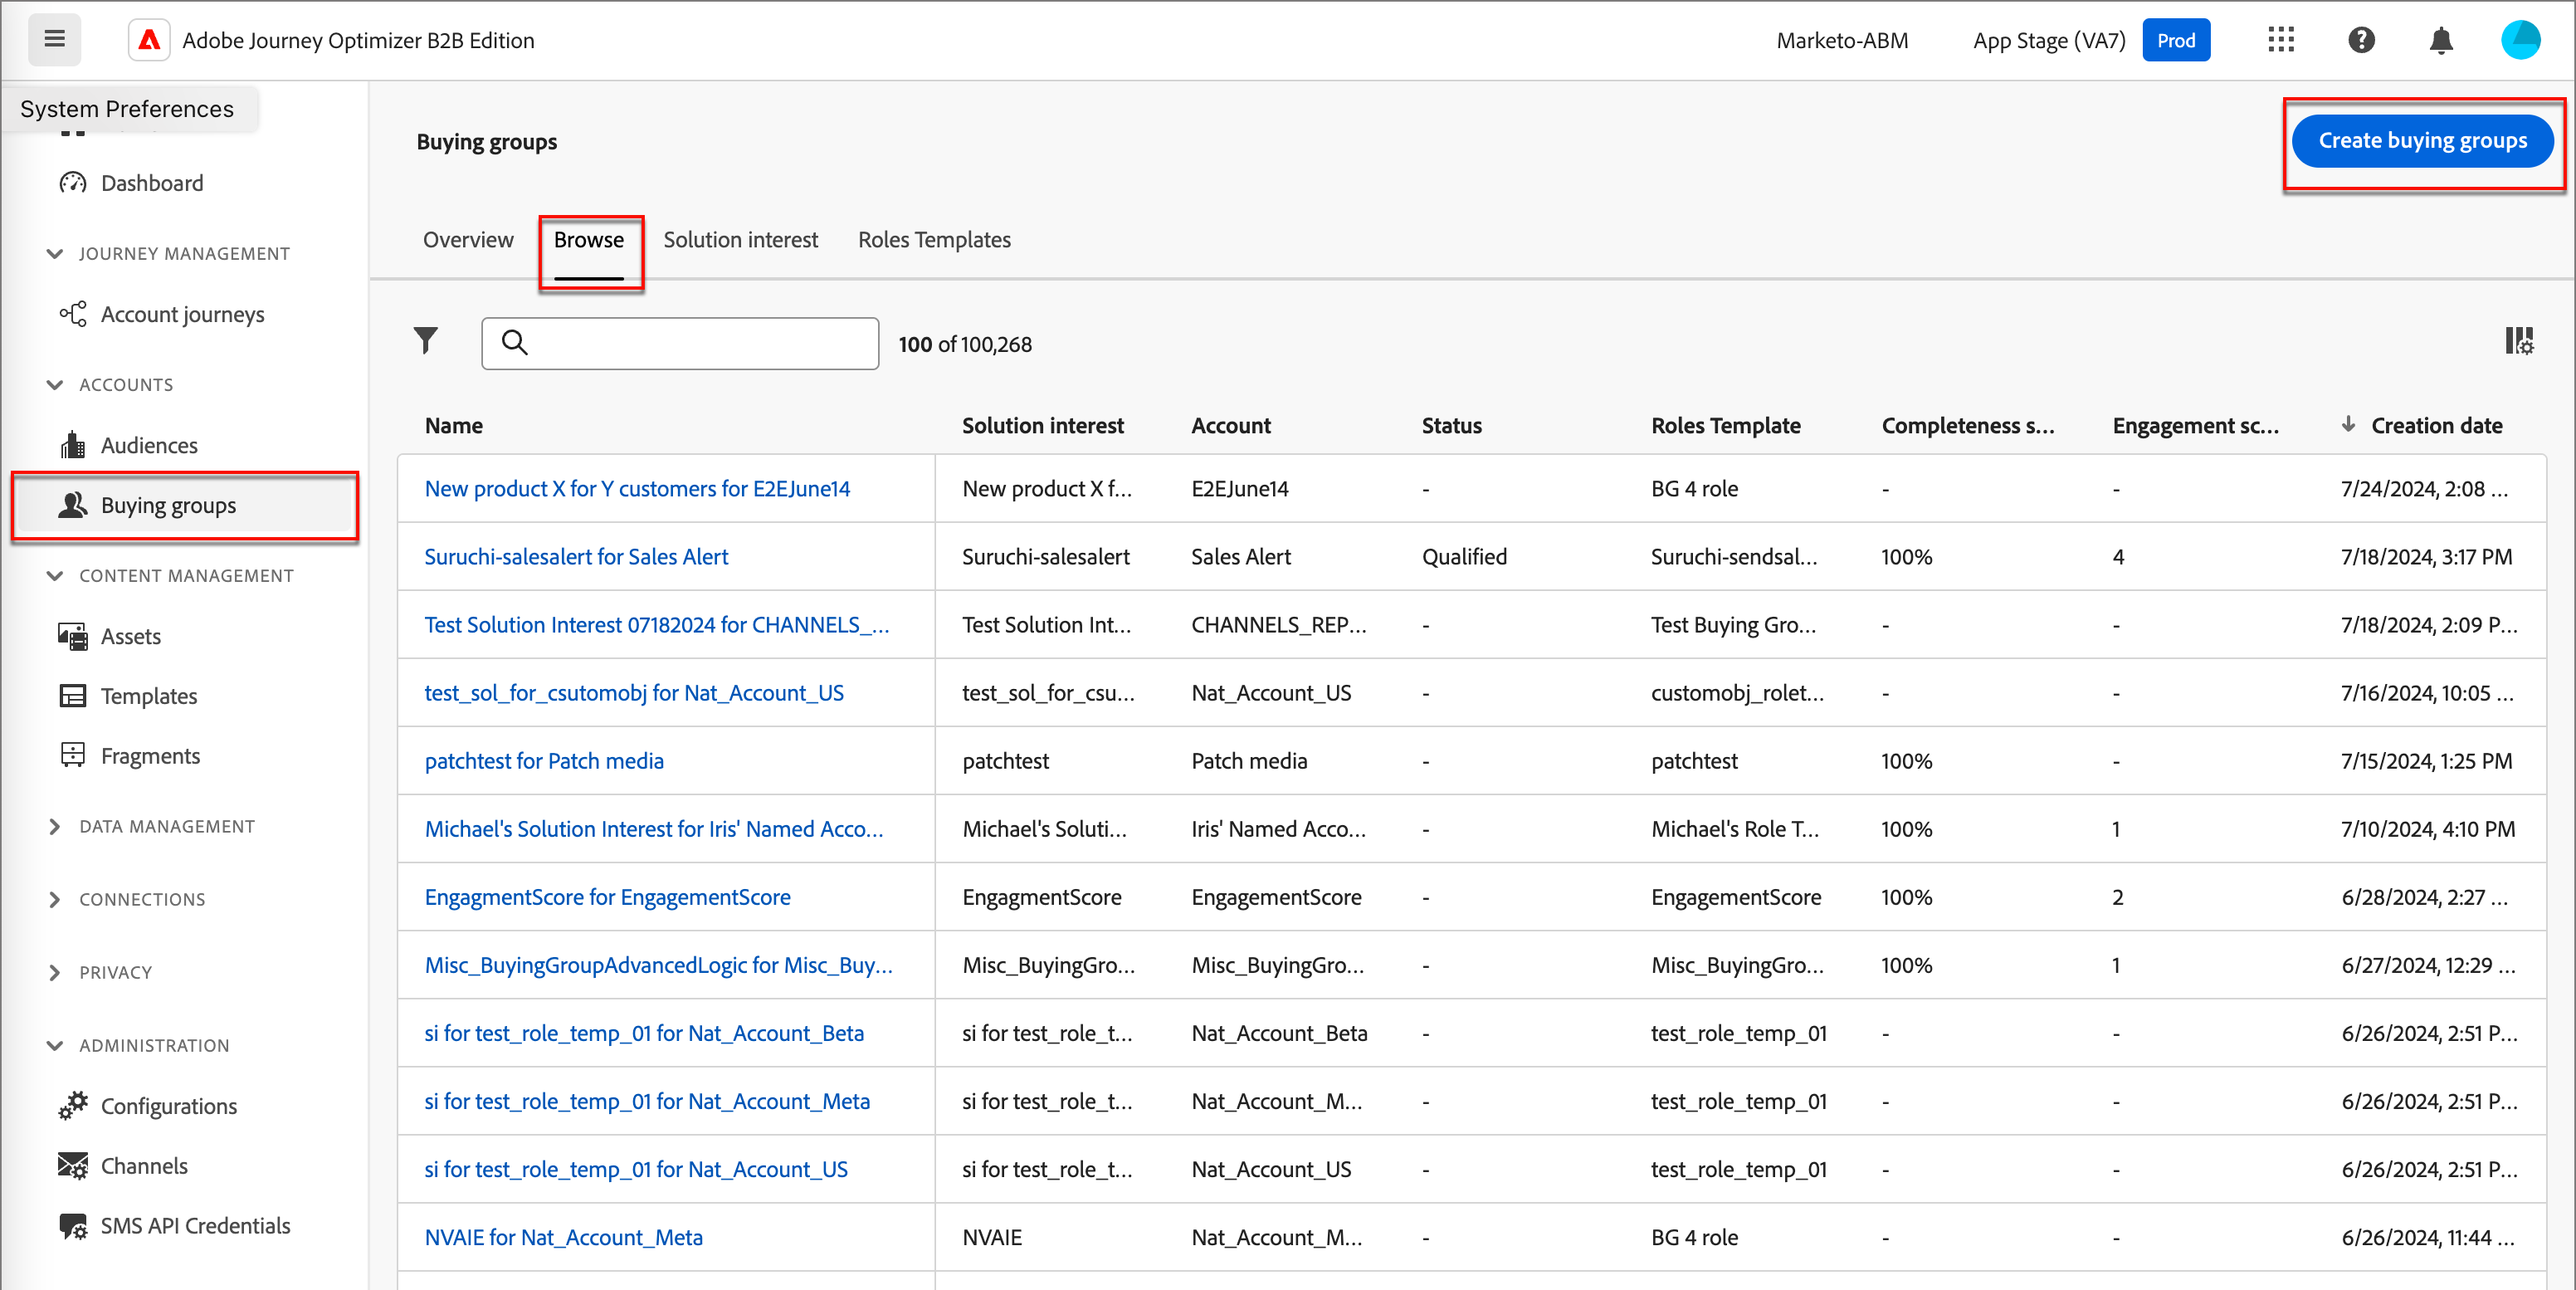 Adobe Journey Optimizer B2B Edition Marketo-ABM App Stage (VA7) Prod
System Preferences
Dashboard
JOURNEY MANAGEMENT
Account journeys
ACCOUNTS
Audiences
Buying groups
CONTENT MANAGEMENT
Assets
Templates
Fragments
DATA MANAGEMENT
CONNECTIONS
PRIVACY
ADMINISTRATION
Configurations
Channels
SMS API Credentials
Buying groups Create buying groups
Overview Browse Solution interest Roles Templates
100 of 100,268
Name Solution interest Account Status Roles Template Completeness s... Engagement sc... Creation date
New product X for Y customers for E2EJune14 New product X f... E2EJune14 - BG 4 role - - 7/24/2024, 2:08 ...
Suruchi-salesalert for Sales Alert Suruchi-salesalert Sales Alert Qualified Suruchi-sendsal... 100% 4 7/18/2024, 3:17 PM
Test Solution Interest 07182024 for CHANNELS_... Test Solution Int... CHANNELS_REP... - Test Buying Gro... - - 7/18/2024, 2:09 P...
test_sol_for_csutomobj for Nat_Account_US test_sol_for_csu... Nat_Account_US - customobj_rolet... - - 7/16/2024, 10:05 ...
patchtest for Patch media patchtest Patch media - patchtest 100% - 7/15/2024, 1:25 PM
Michael's Solution Interest for Iris' Named Acco... Michael's Soluti... Iris' Named Acco... - Michael's Role T... 100% 1 7/10/2024, 4:10 PM
EngagmentScore for EngagementScore EngagmentScore EngagementScore - EngagementScore 100% 2 6/28/2024, 2:27 ...
Misc_BuyingGroupAdvancedLogic for Misc_Buy... Misc_BuyingGro... Misc_BuyingGro... - Misc_BuyingGro... 100% 1 6/27/2024, 12:29 ...
si for test_role_temp_01 for Nat_Account_Beta si for test_role_t... Nat_Account_Beta - test_role_temp_01 - - 6/26/2024, 2:51 P...
si for test_role_temp_01 for Nat_Account_Meta si for test_role_t... Nat_Account_M... - test_role_temp_01 - - 6/26/2024, 2:51 P...
si for test_role_temp_01 for Nat_Account_US si for test_role_t... Nat_Account_US - test_role_temp_01 - - 6/26/2024, 2:51 P...
NVAIE for Nat_Account_Meta NVAIE Nat_Account_M... - BG 4 role - - 6/26/2024, 11:44 ...